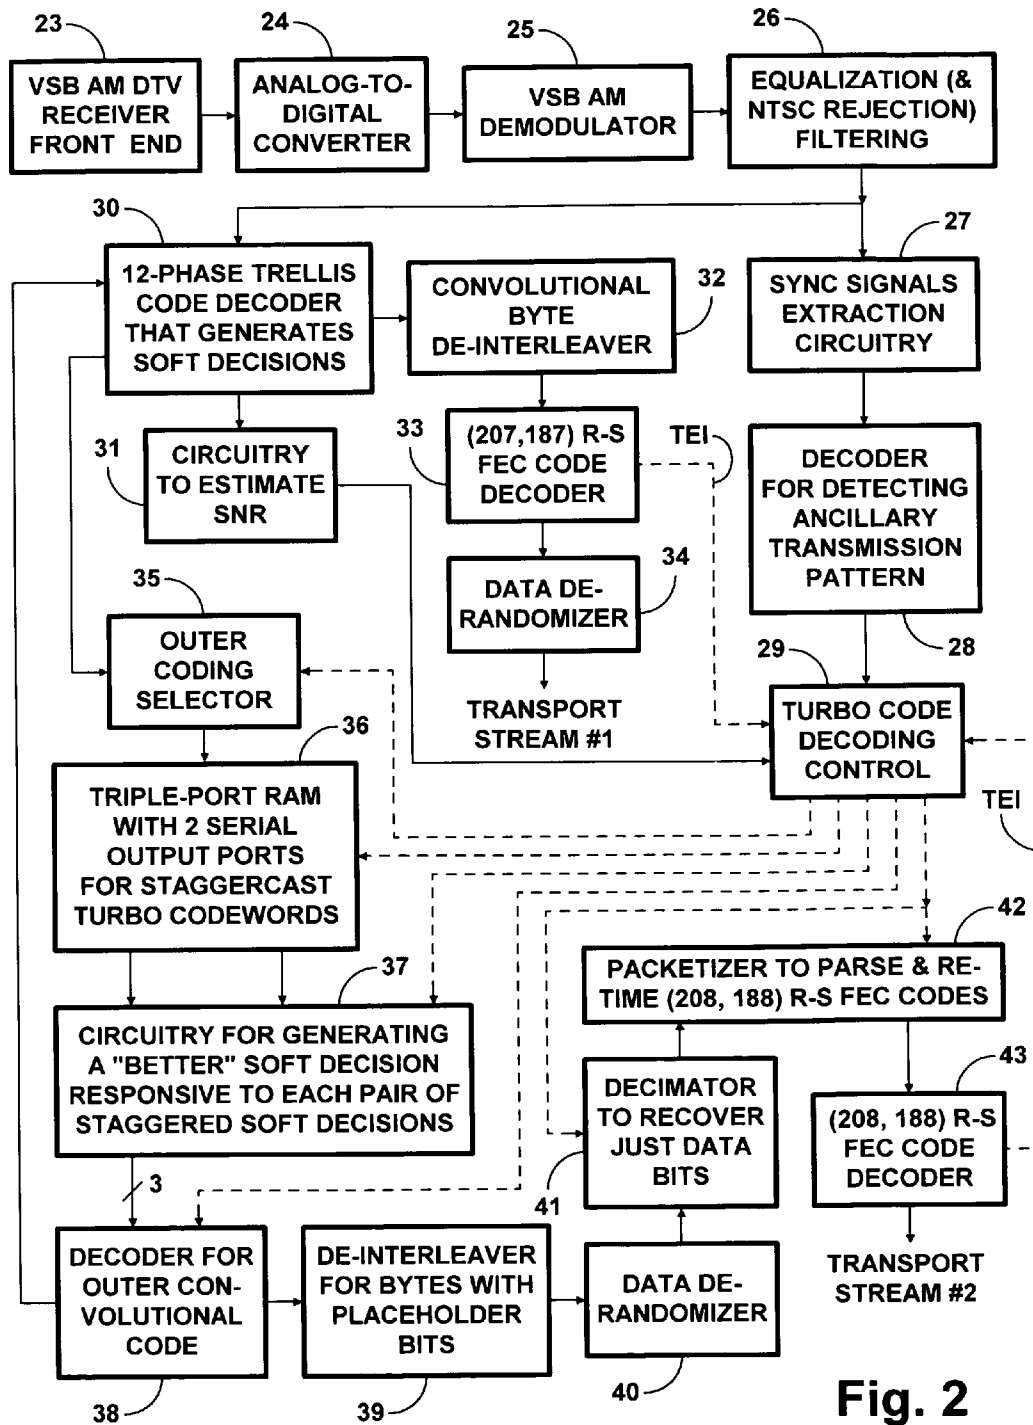 23
24
25
26
VSB AM DTV
RECEIVER
FRONT END
ANALOG-TO-
DIGITAL
CONVERTER
VSB AM
DEMODULATOR
EQUALIZATION (&
NTSC REJECTION)
FILTERING
30
27
12-PHASE TRELLIS
CODE DECODER
THAT GENERATES
SOFT DECISIONS
CONVOLUTIONAL
BYTE
DE-INTERLEAVER
32
SYNC SIGNALS
EXTRACTION
CIRCUITRY
31
CIRCUITRY
TO ESTIMATE
SNR
33
(207,187) R-S
FEC CODE
DECODER
TEI
DECODER
FOR DETECTING
ANCILLARY
TRANSMISSION
PATTERN
34
DATA DE-
RANDOMIZER
28
35
OUTER
CODING
SELECTOR
TRANSPORT
STREAM #1
29
TURBO CODE
DECODING
CONTROL
TEI
36
TRIPLE-PORT RAM
WITH 2 SERIAL
OUTPUT PORTS
FOR STAGGERCAST
TURBO CODEWORDS
42
PACKETIZER TO PARSE & RE-
TIME (208, 188) R-S FEC CODES
37
CIRCUITRY FOR GENERATING
A "BETTER" SOFT DECISION
RESPONSIVE TO EACH PAIR OF
STAGGERED SOFT DECISIONS
DECIMATOR
TO RECOVER
JUST DATA
BITS
41
43
(208, 188) R-S
FEC CODE
DECODER
3
DECODER FOR
OUTER CON-
VOLUTIONAL
CODE
38
DE-INTERLEAVER
FOR BYTES WITH
PLACEHOLDER
BITS
39
DATA DE-
RANDOMIZER
40
TRANSPORT
STREAM #2
Fig. 2